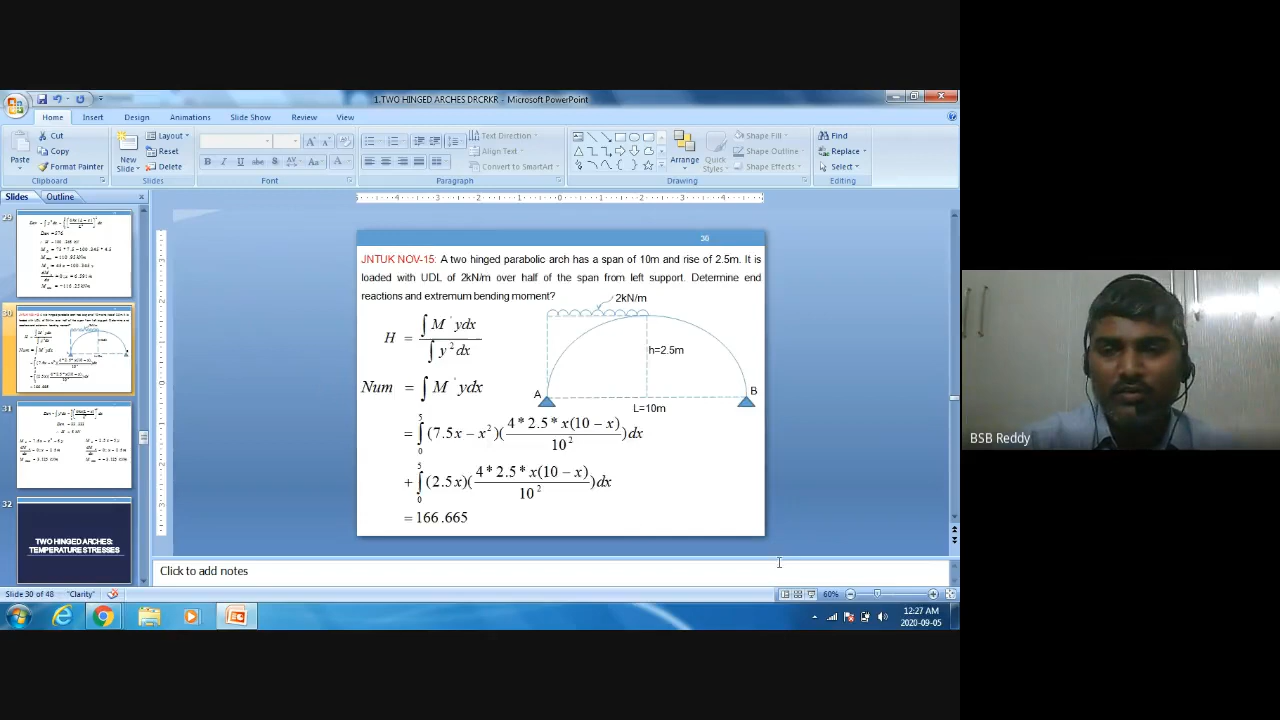 1.TWO HINGED ARCHES DRCRKR - Microsoft PowerPoint
Home Insert Design Animations Slide Show Review View
Paste
Cut
Copy
Format Painter
Clipboard
New Slide
Layout
Reset
Delete
Slides
Font
Paragraph
Text Direction
Align Text
Convert to SmartArt
Arrange
Quick Styles
Shape Fill
Shape Outline
Shape Effects
Drawing
Find
Replace
Select
Editing
Slides Outline
29
30
31
32
TWO HINGED ARCHES:
TEMPERATURE STRESSES
36
JNTUK NOV-15: A two hinged parabolic arch has a span of 10m and rise of 2.5m. It is
loaded with UDL of 2kN/m over half of the span from left support. Determine end
reactions and extremum bending moment?
2kN/m
H = ∫ M ' ydx / ∫ y² dx
h=2.5m
Num = ∫ M ' ydx
A
B
L=10m
= ∫₀⁵ (7.5x − x²)(4 * 2.5 * x(10 − x) / 10²)dx
+ ∫₀⁵ (2.5x)(4 * 2.5 * x(10 − x) / 10²)dx
= 166.665
Click to add notes
Slide 30 of 48 "Clarity" 60%
12:27 AM
2020-09-05
BSB Reddy